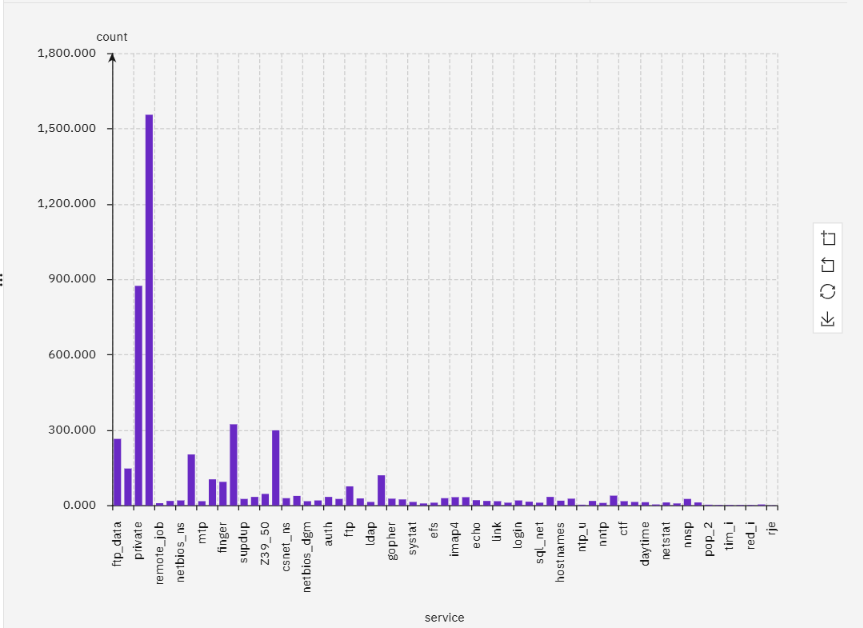 count
1,800.000
1,500.000
1,200.000
900.000
600.000
300.000
0.000
ftp_data
private
remote_job
netbios_ns
mtp
finger
supdup
Z39_50
csnet_ns
netbios_dgm
auth
ftp
ldap
gopher
systat
efs
imap4
echo
link
login
sql_net
hostnames
ntp_u
nntp
ctf
daytime
netstat
nnsp
pop_2
tim_i
red_i
rje
service